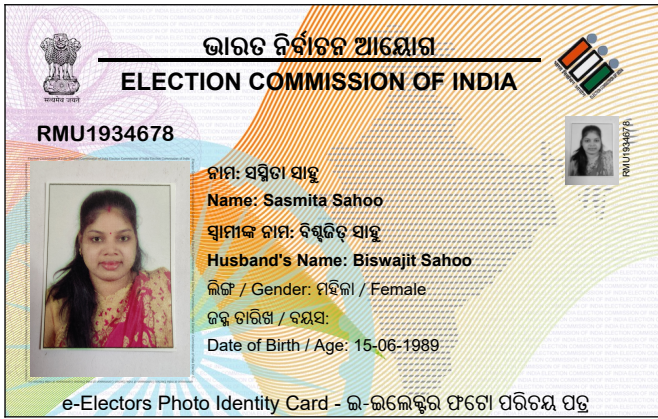 ଭାରତ ନିର୍ବାଚନ ଆୟୋଗ
ELECTION COMMISSION OF INDIA
सत्यमेव जयते
RMU1934678
RMU1934678
ନାମ: ସସ୍ମିତା ସାହୁ
Name: Sasmita Sahoo
ସ୍ୱାମୀଙ୍କ ନାମ: ବିଶ୍ୱଜିତ୍ ସାହୁ
Husband's Name: Biswajit Sahoo
ଲିଙ୍ଗ / Gender: ମହିଳା / Female
ଜନ୍ମ ତାରିଖ / ବୟସ:
Date of Birth / Age: 15-06-1989
e-Electors Photo Identity Card - ଇ-ଇଲେକ୍ଟର ଫଟୋ ପରିଚୟ ପତ୍ର